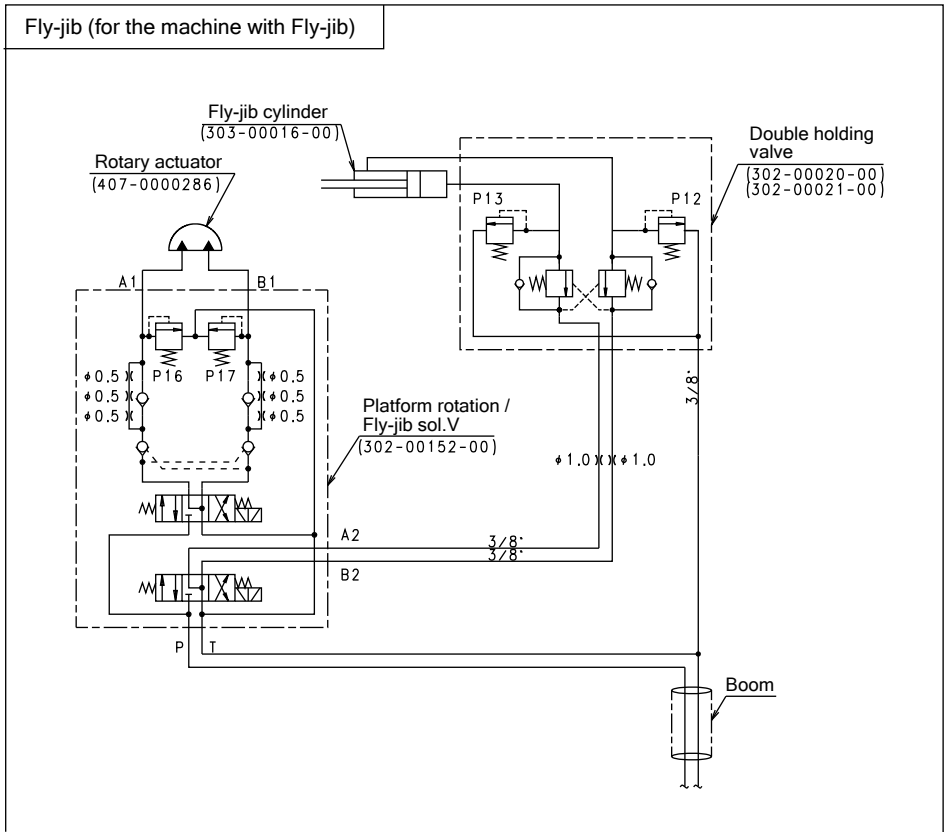 Fly-jib (for the machine with Fly-jib)
Fly-jib cylinder
(303-00016-00)
Rotary actuator
(407-0000286)
Double holding
valve
(302-00020-00)
(302-00021-00)
P13
P12
A1
B1
P16
P17
ϕ0.5
ϕ0.5
ϕ0.5
ϕ0.5
ϕ0.5
ϕ0.5
Platform rotation /
Fly-jib sol.V
(302-00152-00)
3/8"
ϕ1.0
ϕ1.0
A2
3/8"
3/8"
B2
P
T
Boom